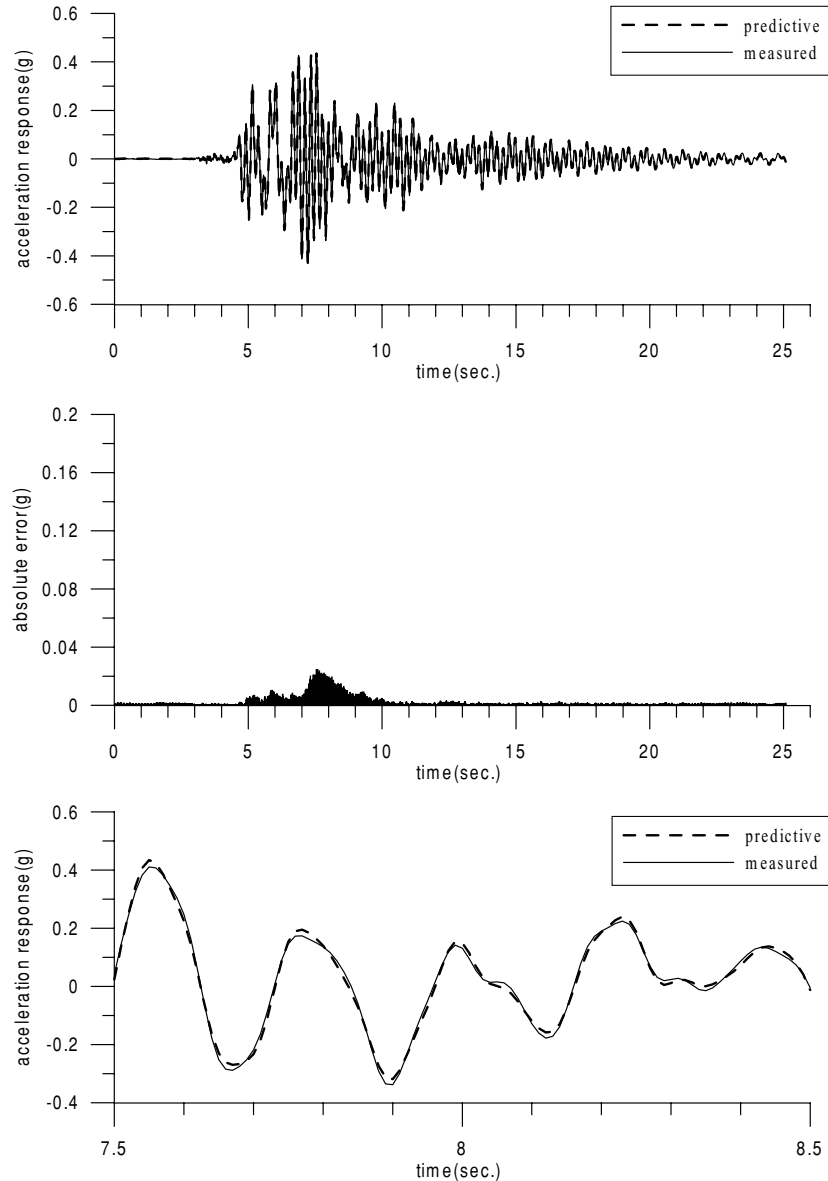 0.6
0.4
0.2
0
-0.2
-0.4
-0.6
acceleration response(g)
predictive
measured
0 5 10 15 20 25
time(sec.)
0.2
0.16
0.12
0.08
0.04
0
absolute error(g)
0 5 10 15 20 25
time(sec.)
0.6
0.4
0.2
0
-0.2
-0.4
acceleration response(g)
predictive
measured
7.5 8 8.5
time(sec.)